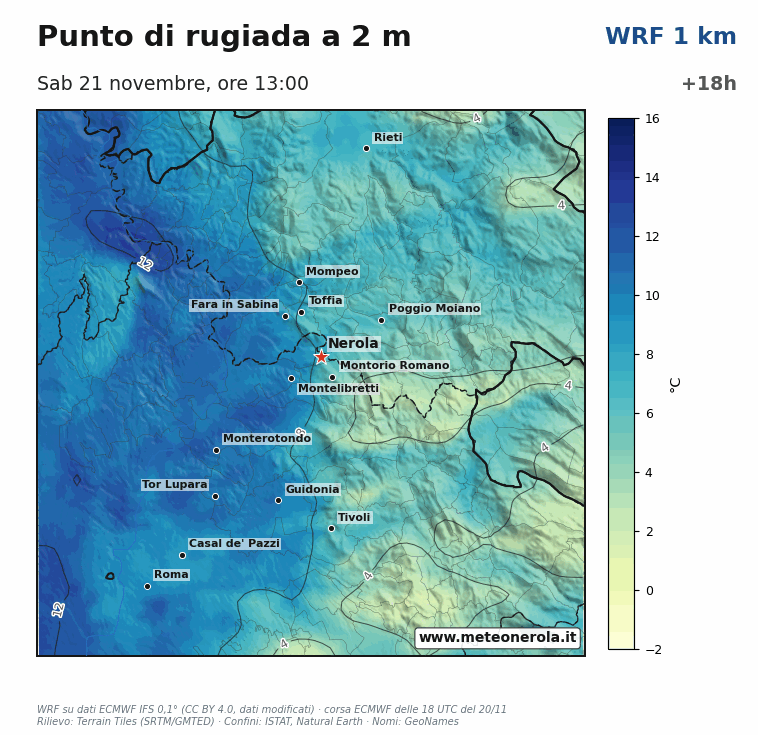 Punto di rugiada a 2 m
WRF 1 km
Sab 21 novembre, ore 13:00
+18h
4
Rieti
4
12
Mompeo
Toffia
Fara in Sabina
Poggio Moiano
Nerola
Montorio Romano
Montelibretti
4
8
Monterotondo
4
Tor Lupara
Guidonia
Tivoli
Casal de' Pazzi
Roma
4
12
4
www.meteonerola.it
16
14
12
10
8
6
4
2
0
−2
°C
WRF su dati ECMWF IFS 0,1° (CC BY 4.0, dati modificati) · corsa ECMWF delle 18 UTC del 20/11
Rilievo: Terrain Tiles (SRTM/GMTED) · Confini: ISTAT, Natural Earth · Nomi: GeoNames